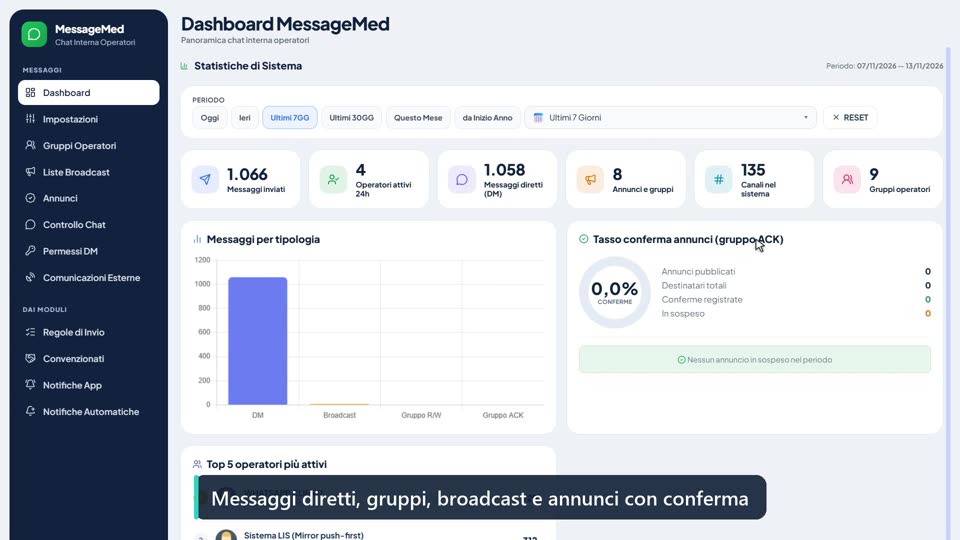 MessageMed
Chat Interna Operatori
MESSAGGI
Dashboard
Impostazioni
Gruppi Operatori
Liste Broadcast
Annunci
Controllo Chat
Permessi DM
Comunicazioni Esterne
DAI MODULI
Regole di Invio
Convenzionati
Notifiche App
Notifiche Automatiche
Dashboard MessageMed
Panoramica chat interna operatori
Statistiche di Sistema
Periodo: 07/11/2026 — 13/11/2026
PERIODO
Oggi
Ieri
Ultimi 7GG
Ultimi 30GG
Questo Mese
da Inizio Anno
Ultimi 7 Giorni
RESET
1.066
Messaggi inviati
4
Operatori attivi
24h
1.058
Messaggi diretti
(DM)
8
Annunci e gruppi
135
Canali nel
sistema
9
Gruppi operatori
Messaggi per tipologia
1200
1000
800
600
400
200
0
DM
Broadcast
Gruppo R/W
Gruppo ACK
Tasso conferma annunci (gruppo ACK)
0,0%
CONFERME
Annunci pubblicati 0
Destinatari totali 0
Conferme registrate 0
In sospeso 0
Nessun annuncio in sospeso nel periodo
Top 5 operatori più attivi
Messaggi diretti, gruppi, broadcast e annunci con conferma
Sistema LIS (Mirror push-first)